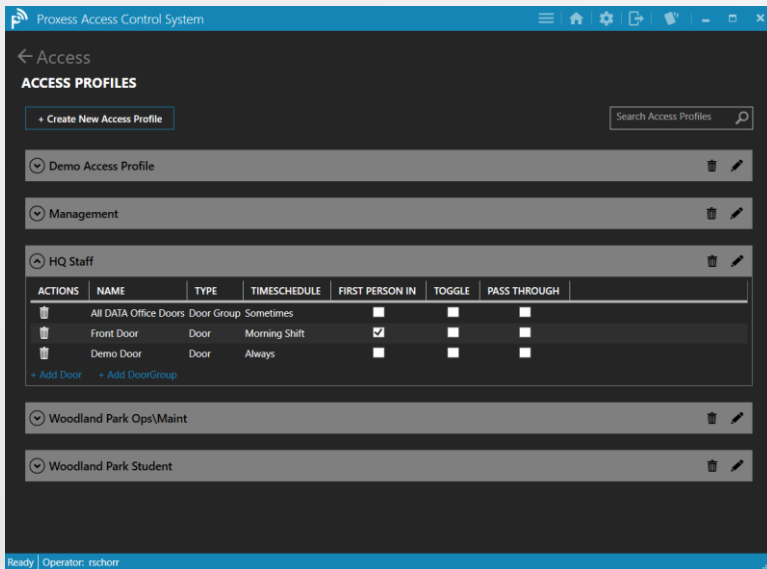 Proxess Access Control System
Access
ACCESS PROFILES
+ Create New Access Profile
Search Access Profiles
Demo Access Profile
Management
HQ Staff
ACTIONS NAME TYPE TIMESCHEDULE FIRST PERSON IN TOGGLE PASS THROUGH
All DATA Office Doors Door Group Sometimes
Front Door Door Morning Shift
Demo Door Door Always
+ Add Door + Add DoorGroup
Woodland Park Ops\Maint
Woodland Park Student
Ready Operator: rschorr